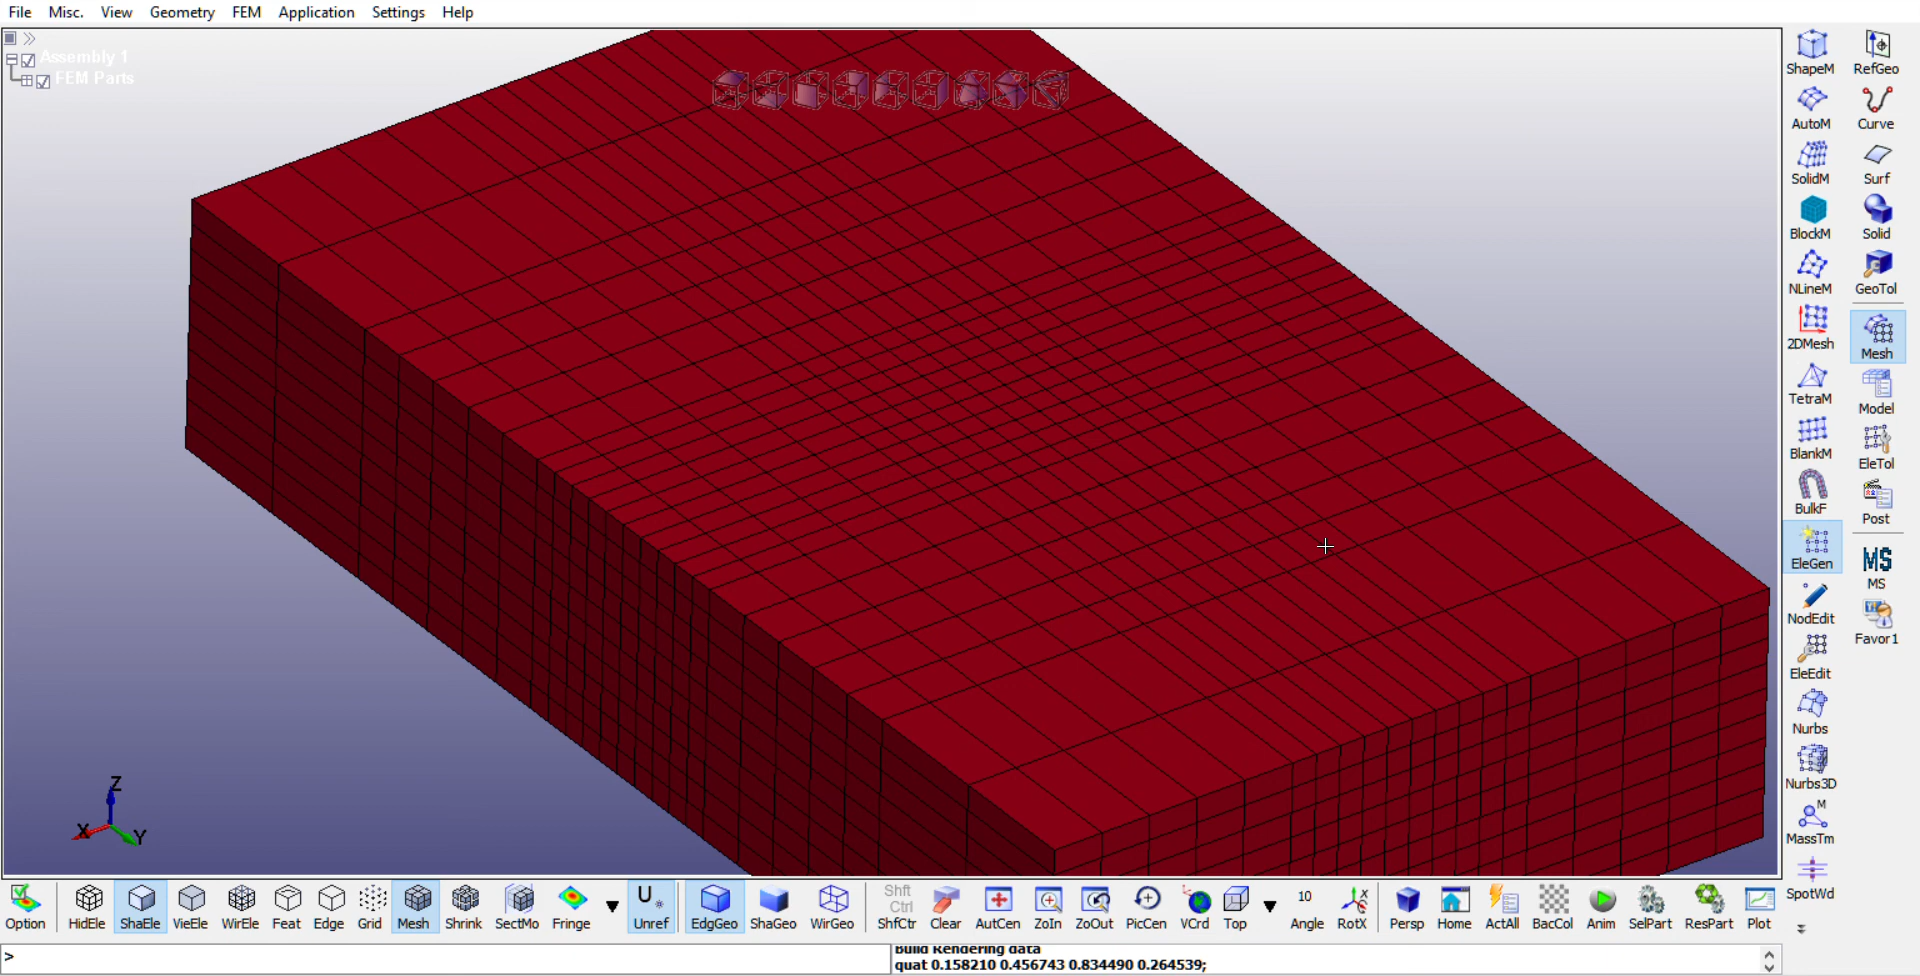 File Misc. View Geometry FEM Application Settings Help
Assembly 1
FEM Parts
ShapeM RefGeo
AutoM Curve
SolidM Surf
BlockM Solid
NLineM GeoTol
2DMesh Mesh
TetraM Model
BlankM EleTol
BulkF Post
EleGen MS
MS
NodEdit Favor1
EleEdit
Nurbs
Nurbs3D
M
MassTm
SpotWd
Z
X Y
Option HidEle ShaEle VieEle WirEle Feat Edge Grid Mesh Shrink SectMo Fringe U Unref EdgGeo ShaGeo WirGeo Shft Ctrl ShfCtr Clear AutCen ZoIn ZoOut PicCen VCrd Top 10 Angle X RotX Persp Home ActAll BacCol Anim SelPart ResPart Plot
>
Build Rendering data
quat 0.158210 0.456743 0.834490 0.264539;